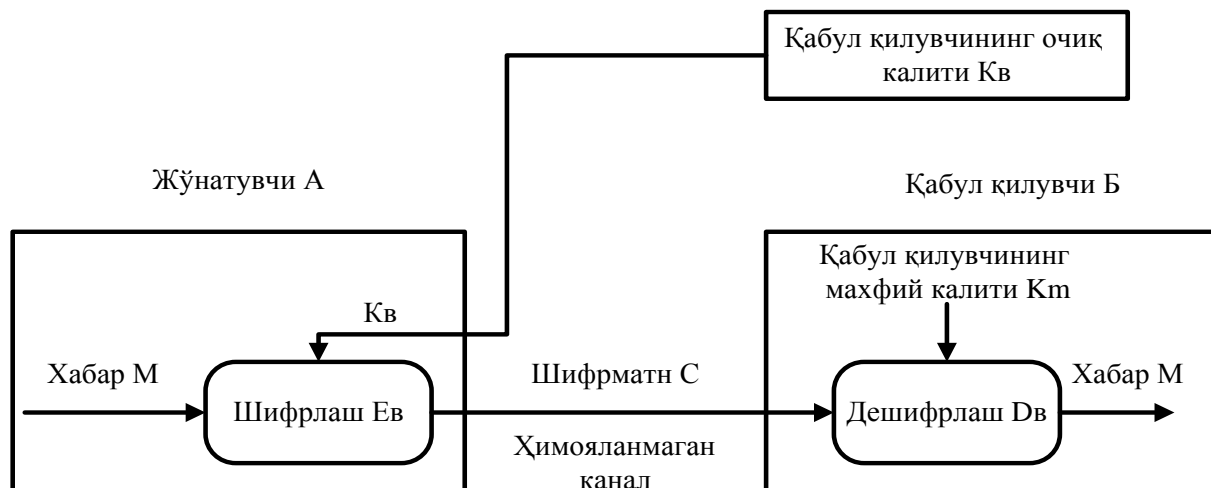 Қабул қилувчининг очиқ
калити Кв
Жўнатувчи А
Қабул қилувчи Б
Қабул қилувчининг
махфий калити Km
Кв
Хабар М
Шифрматн С
Хабар М
Шифрлаш Ев
Дешифрлаш Dв
Ҳимояланмаган
канал